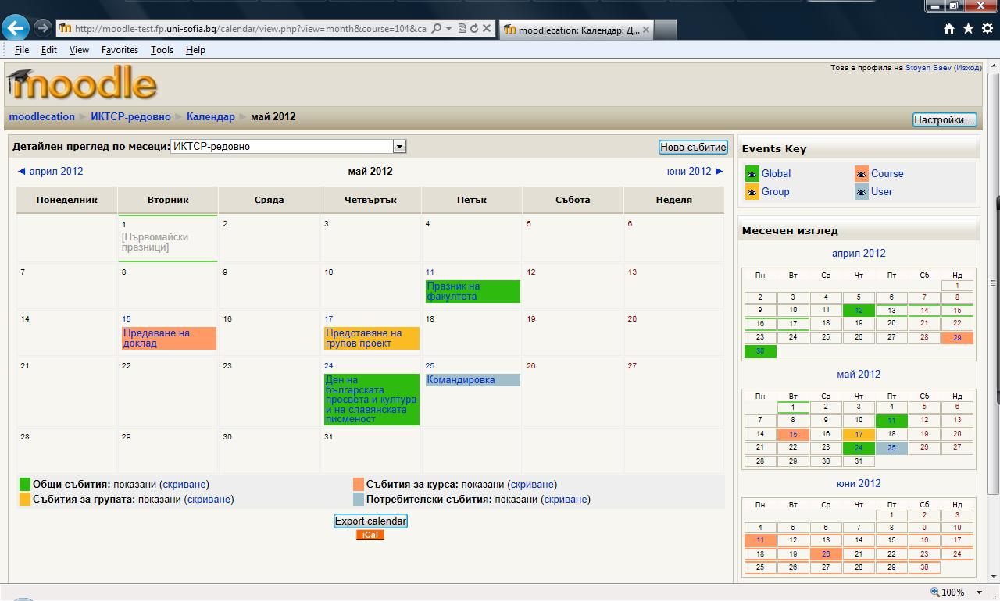 http://moodle-test.fp.uni-sofia.bg/calendar/view.php?view=month&course=104&ca
moodlecation: Календар: Д...
File Edit View Favorites Tools Help
moodle
Това е профила на Stoyan Saev (Изход)
moodlecation ► ИКТСР-редовно ► Календар ► май 2012
Настройки ...
Детайлен преглед по месеци: ИКТСР-редовно
Ново събитие
◄ април 2012 май 2012 юни 2012 ►
Понеделник Вторник Сряда Четвъртък Петък Събота Неделя
1 2 3 4 5 6
[Първомайски
празници]
7 8 9 10 11 12 13
Празник на
факултета
14 15 16 17 18 19 20
Предаване на
доклад
Представяне на
групов проект
21 22 23 24 25 26 27
Ден на
българската
просвета и култура
и на славянската
писменост
Командировка
28 29 30 31
Общи събития: показани (скриване) Събития за курса: показани (скриване)
Събития за групата: показани (скриване) Потребителски събития: показани (скриване)
Export calendar
iCal
Events Key
Global Course
Group User
Месечен изглед
април 2012
Пн Вт Ср Чт Пт Сб Нд
1
2 3 4 5 6 7 8
9 10 11 12 13 14 15
16 17 18 19 20 21 22
23 24 25 26 27 28 29
30
май 2012
Пн Вт Ср Чт Пт Сб Нд
1 2 3 4 5 6
7 8 9 10 11 12 13
14 15 16 17 18 19 20
21 22 23 24 25 26 27
28 29 30 31
юни 2012
Пн Вт Ср Чт Пт Сб Нд
1 2 3
4 5 6 7 8 9 10
11 12 13 14 15 16 17
18 19 20 21 22 23 24
25 26 27 28 29 30
100%